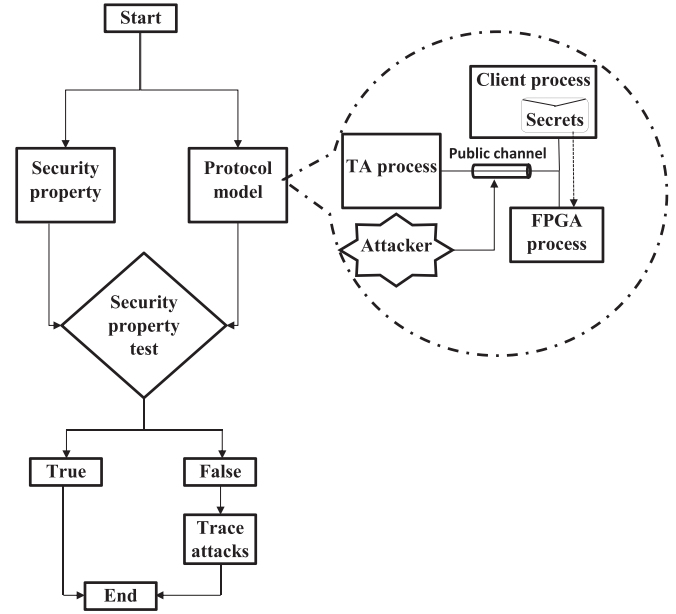 Start
Security
property
Protocol
model
Client process
Secrets
TA process
Public channel
FPGA
process
Attacker
Security
property
test
True
False
Trace
attacks
End